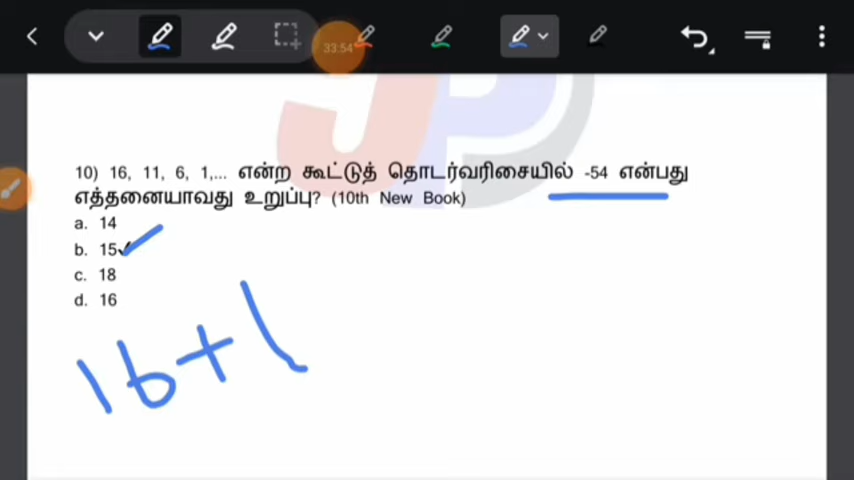 33:54
JP
10) 16, 11, 6, 1,... என்ற கூட்டுத் தொடர்வரிசையில் -54 என்பது
எத்தனையாவது உறுப்பு? (10th New Book)
a. 14
b. 15✓
c. 18
d. 16
16+(